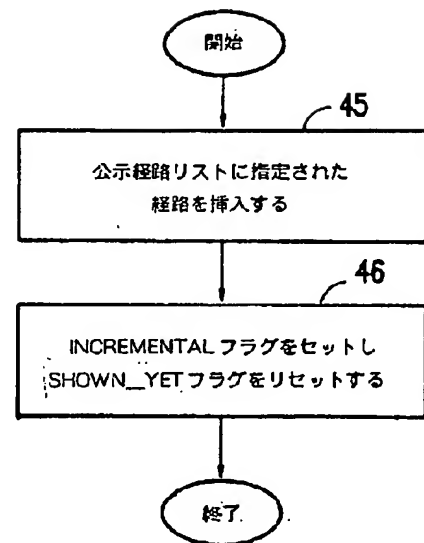 開始
45
公示経路リストに指定された
経路を挿入する
46
INCREMENTALフラグをセットし
SHOWN__YETフラグをリセットする
終了